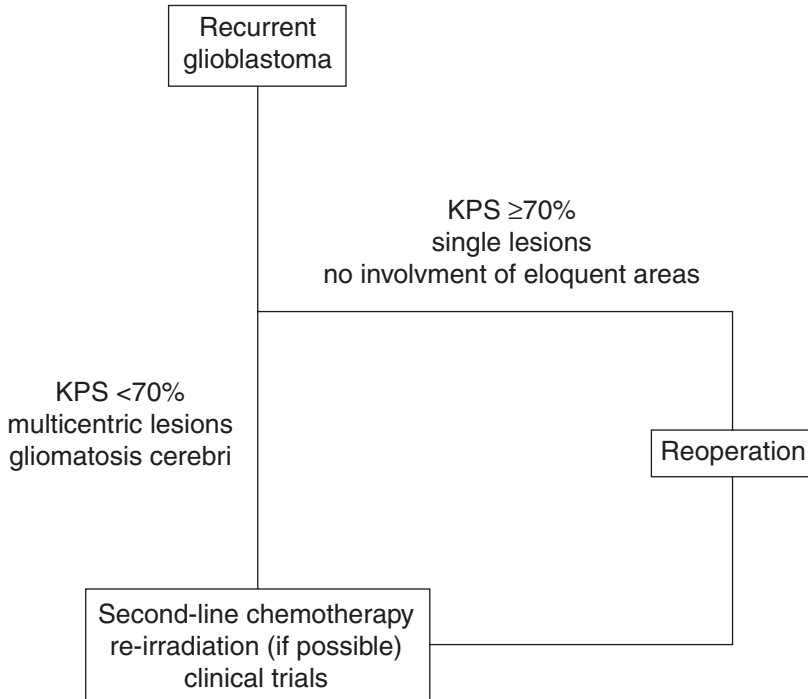 Recurrent
glioblastoma
KPS ≥70%
single lesions
no involvment of eloquent areas
KPS <70%
multicentric lesions
gliomatosis cerebri
Reoperation
Second-line chemotherapy
re-irradiation (if possible)
clinical trials